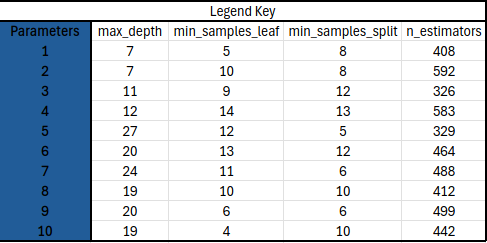 Legend Key
Parameters max_depth min_samples_leaf min_samples_split n_estimators
1 7 5 8 408
2 7 10 8 592
3 11 9 12 326
4 12 14 13 583
5 27 12 5 329
6 20 13 12 464
7 24 11 6 488
8 19 10 10 412
9 20 6 6 499
10 19 4 10 442